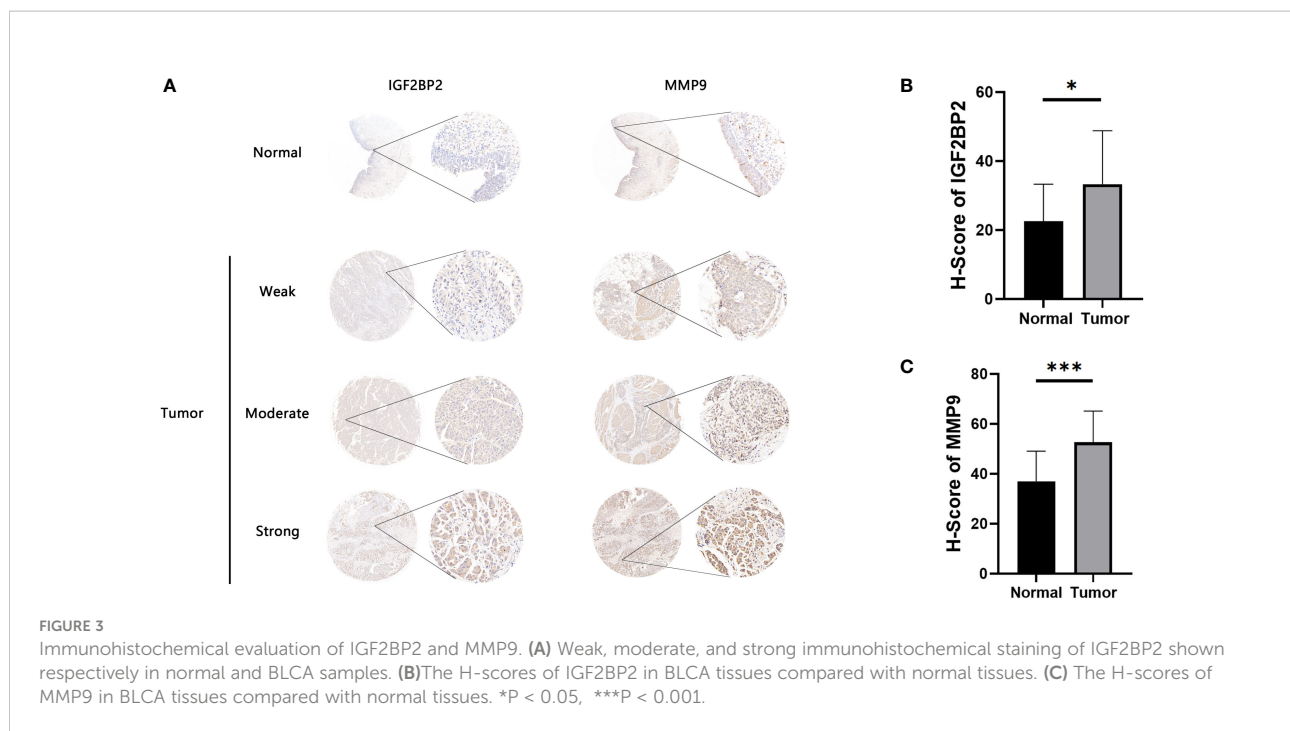 A
IGF2BP2
MMP9
Normal
Weak
Tumor
Moderate
Strong
B
*
H-Score of IGF2BP2
60
40
20
0
Normal Tumor
C
***
H-Score of MMP9
80
60
40
20
0
Normal Tumor
FIGURE 3
Immunohistochemical evaluation of IGF2BP2 and MMP9. (A) Weak, moderate, and strong immunohistochemical staining of IGF2BP2 shown
respectively in normal and BLCA samples. (B)The H-scores of IGF2BP2 in BLCA tissues compared with normal tissues. (C) The H-scores of
MMP9 in BLCA tissues compared with normal tissues. *P < 0.05, ***P < 0.001.